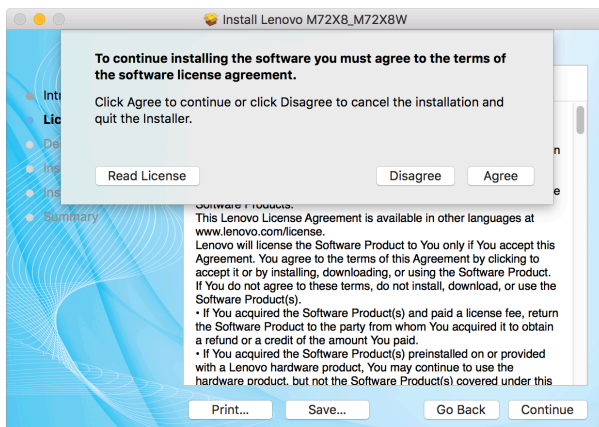 Install Lenovo M72X8_M72X8W
To continue installing the software you must agree to the terms of
the software license agreement.
Click Agree to continue or click Disagree to cancel the installation and
quit the Installer.
Read License
Disagree
Agree
Intr
Lic
De
Ins
Ins
Summary
n
e
Software Products.
This Lenovo License Agreement is available in other languages at
www.lenovo.com/license.
Lenovo will license the Software Product to You only if You accept this
Agreement. You agree to the terms of this Agreement by clicking to
accept it or by installing, downloading, or using the Software Product.
If You do not agree to these terms, do not install, download, or use the
Software Product(s).
• If You acquired the Software Product(s) and paid a license fee, return
the Software Product to the party from whom You acquired it to obtain
a refund or a credit of the amount You paid.
• If You acquired the Software Product(s) preinstalled on or provided
with a Lenovo hardware product, You may continue to use the
hardware product, but not the Software Product(s) covered under this
Print...
Save...
Go Back
Continue